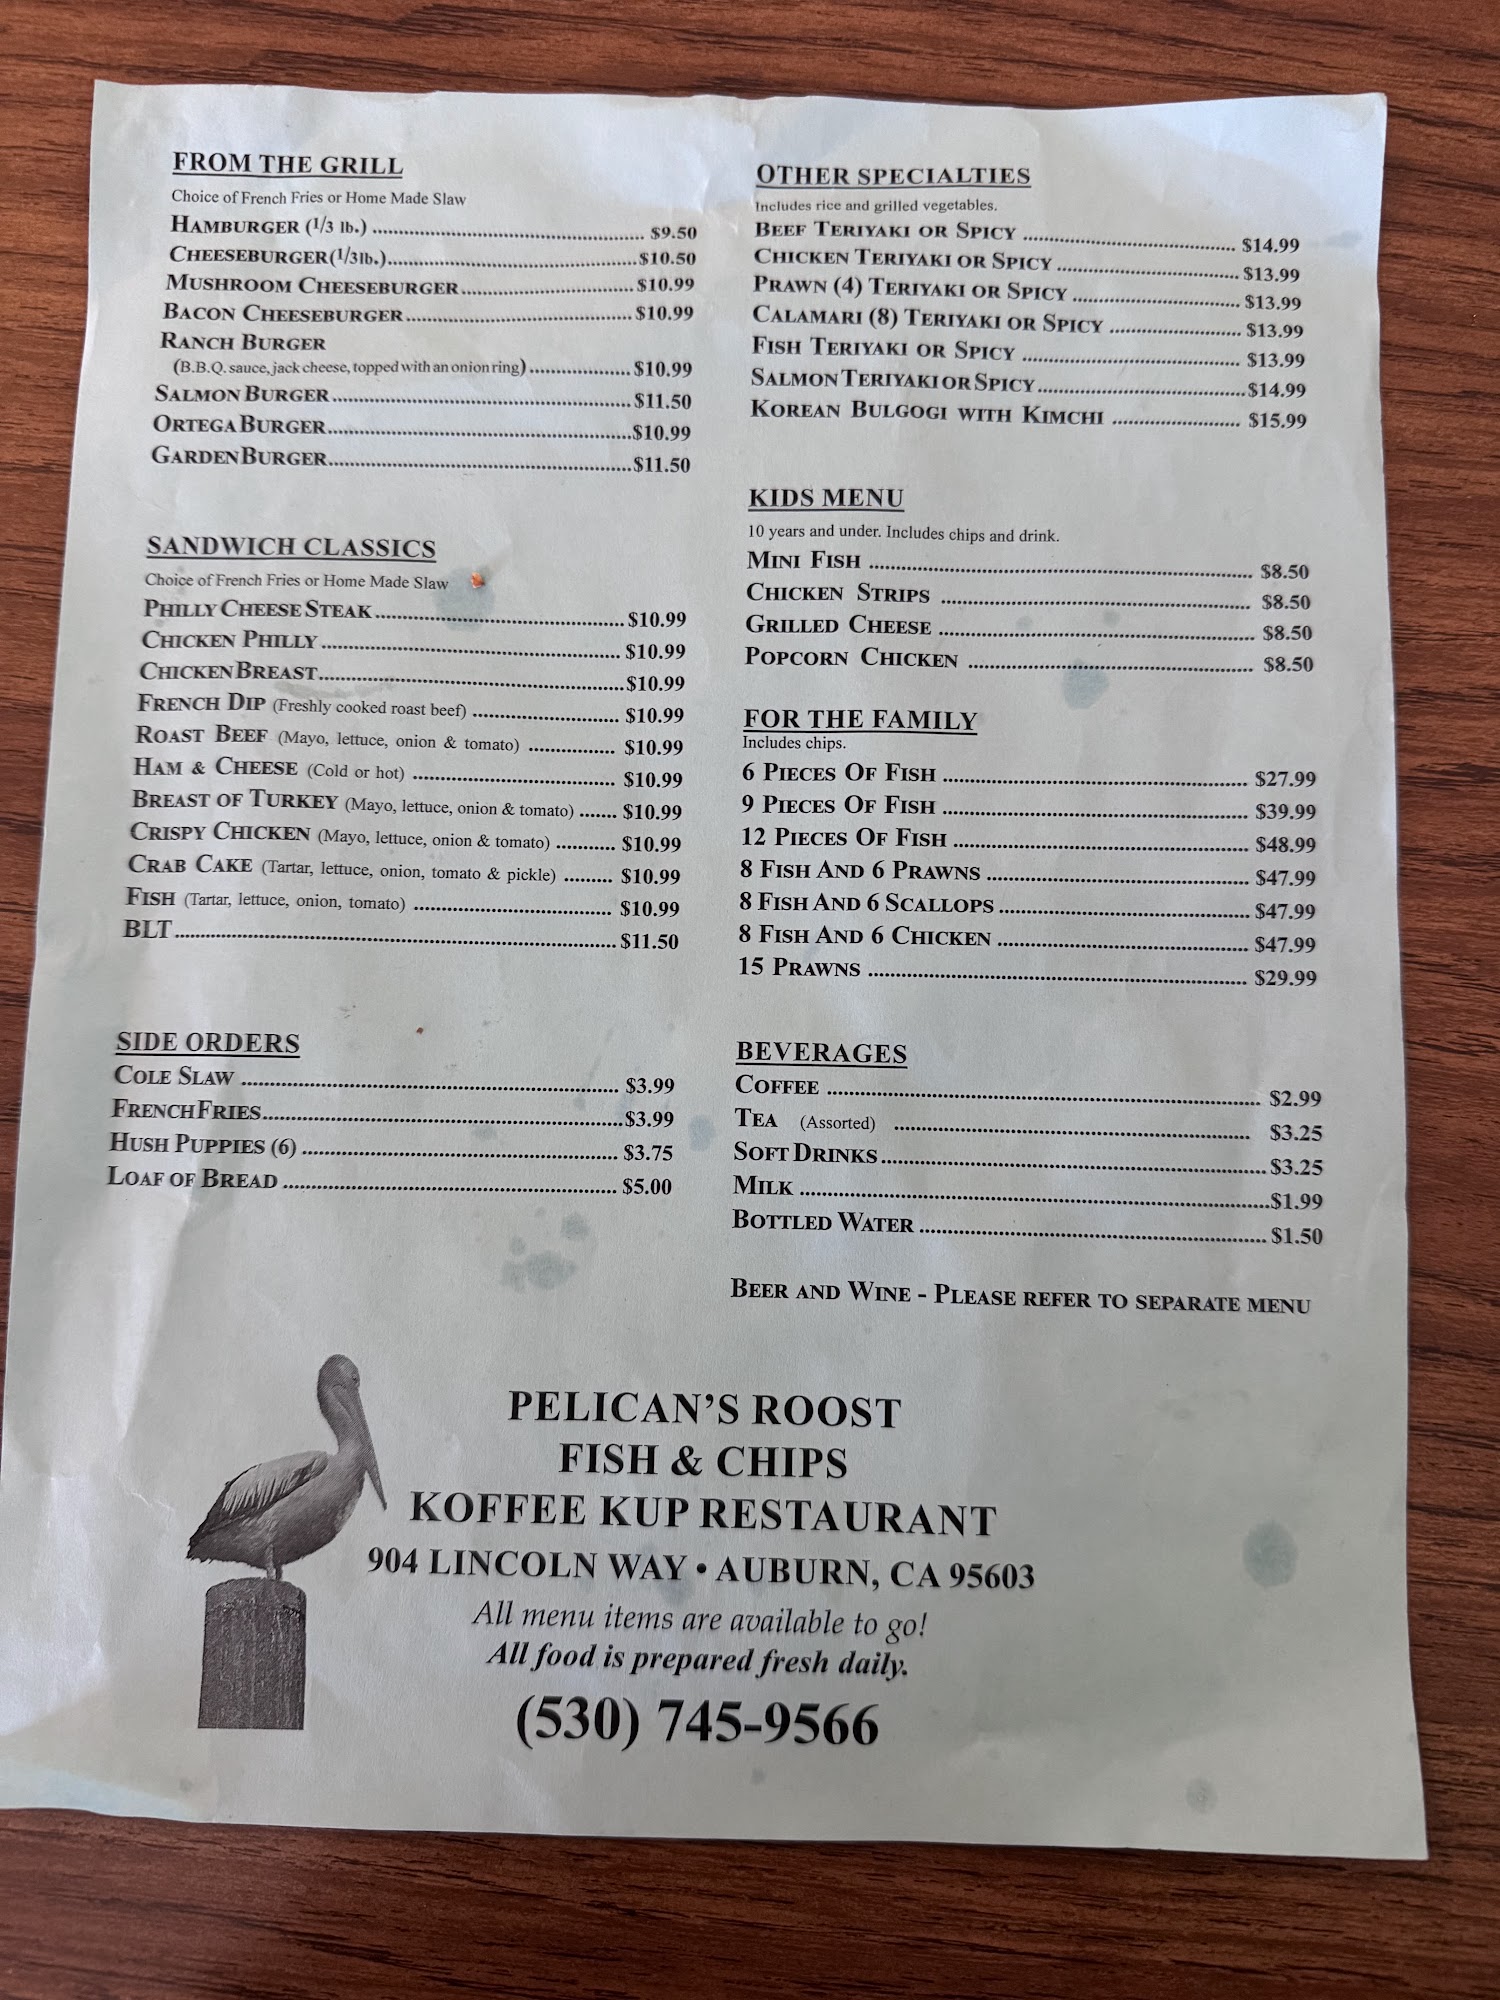 FROM THE GRILL
Choice of French Fries or Home Made Slaw
HAMBURGER (1/3 lb.) $9.50
CHEESEBURGER (1/3 lb.) $10.50
MUSHROOM CHEESEBURGER $10.99
BACON CHEESEBURGER $10.99
RANCH BURGER
(B.B.Q. sauce, jack cheese, topped with an onion ring) $10.99
SALMON BURGER $11.50
ORTEGA BURGER $10.99
GARDEN BURGER $11.50
SANDWICH CLASSICS
Choice of French Fries or Home Made Slaw
PHILLY CHEESE STEAK $10.99
CHICKEN PHILLY $10.99
CHICKEN BREAST $10.99
FRENCH DIP (Freshly cooked roast beef) $10.99
ROAST BEEF (Mayo, lettuce, onion & tomato) $10.99
HAM & CHEESE (Cold or hot) $10.99
BREAST OF TURKEY (Mayo, lettuce, onion & tomato) $10.99
CRISPY CHICKEN (Mayo, lettuce, onion & tomato) $10.99
CRAB CAKE (Tartar, lettuce, onion, tomato & pickle) $10.99
FISH (Tartar, lettuce, onion, tomato) $10.99
BLT $11.50
SIDE ORDERS
COLE SLAW $3.99
FRENCH FRIES $3.99
HUSH PUPPIES (6) $3.75
LOAF OF BREAD $5.00
OTHER SPECIALTIES
Includes rice and grilled vegetables.
BEEF TERIYAKI OR SPICY $14.99
CHICKEN TERIYAKI OR SPICY $13.99
PRAWN (4) TERIYAKI OR SPICY $13.99
CALAMARI (8) TERIYAKI OR SPICY $13.99
FISH TERIYAKI OR SPICY $13.99
SALMON TERIYAKI OR SPICY $14.99
KOREAN BULGOGI WITH KIMCHI $15.99
KIDS MENU
10 years and under. Includes chips and drink.
MINI FISH $8.50
CHICKEN STRIPS $8.50
GRILLED CHEESE $8.50
POPCORN CHICKEN $8.50
FOR THE FAMILY
Includes chips.
6 PIECES OF FISH $27.99
9 PIECES OF FISH $39.99
12 PIECES OF FISH $48.99
8 FISH AND 6 PRAWNS $47.99
8 FISH AND 6 SCALLOPS $47.99
8 FISH AND 6 CHICKEN $47.99
15 PRAWNS $29.99
BEVERAGES
COFFEE $2.99
TEA (Assorted) $3.25
SOFT DRINKS $3.25
MILK $1.99
BOTTLED WATER $1.50
BEER AND WINE - PLEASE REFER TO SEPARATE MENU
PELICAN'S ROOST
FISH & CHIPS
KOFFEE KUP RESTAURANT
904 LINCOLN WAY • AUBURN, CA 95603
All menu items are available to go!
All food is prepared fresh daily.
(530) 745-9566